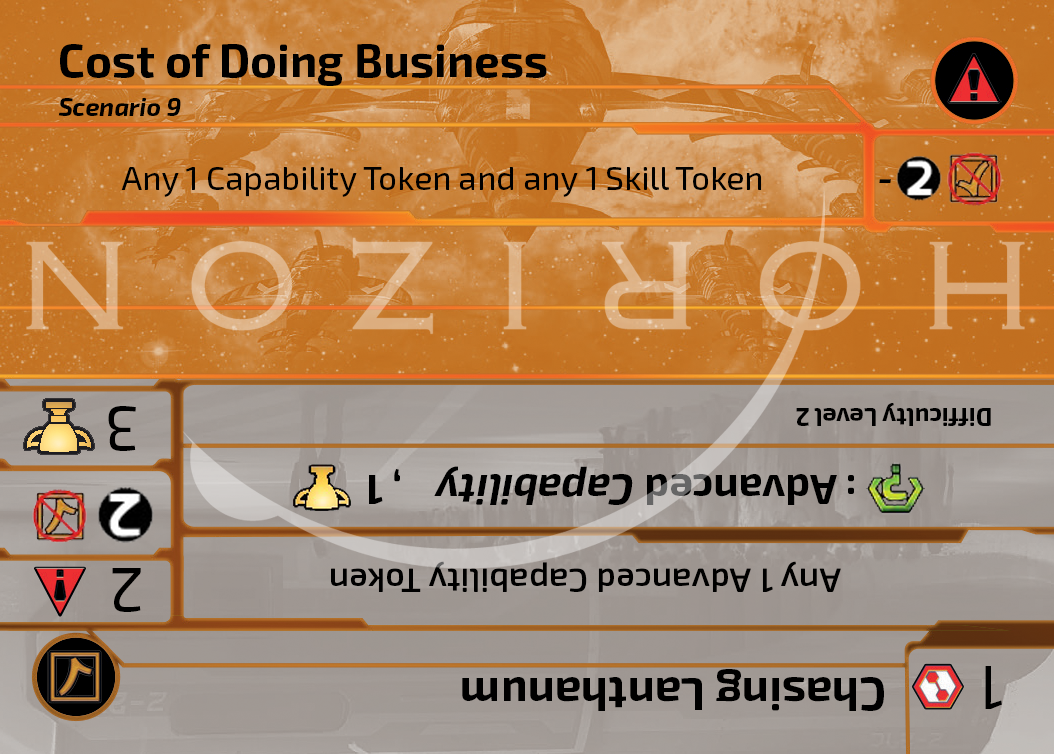 Cost of Doing Business
Scenario 9
Any 1 Capability Token and any 1 Skill Token
-2
1 Chasing Lanthanum
Any 1 Advanced Capability Token
2
: Advanced Capability , 1
2
Difficulty Level 2
3
HORIZON